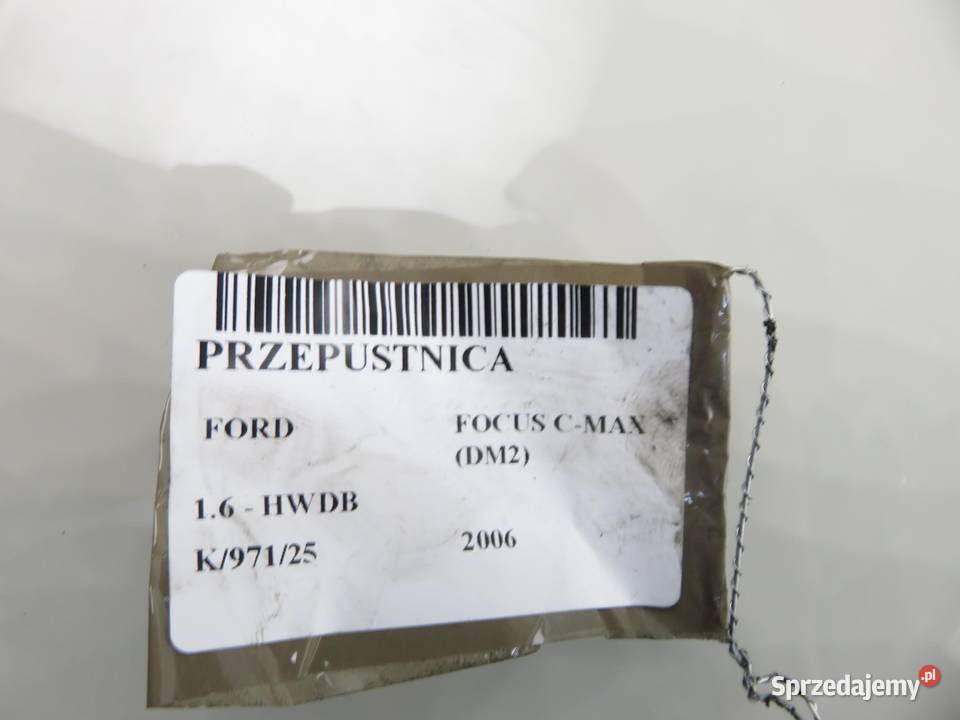 PRZEPUSTNICA
FORD FOCUS C-MAX
(DM2)
1.6 - HWDB
K/971/25 2006
Sprzedajemy.pl